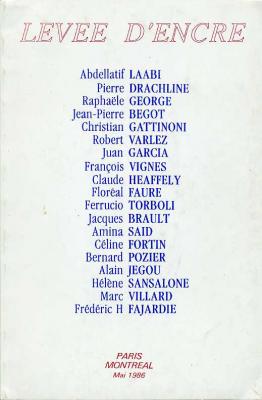 LEVEE D'ENCRE
Abdellatif LAABI
Pierre DRACHLINE
Raphaële GEORGE
Jean-Pierre BEGOT
Christian GATTINONI
Robert VARLEZ
Juan GARCIA
François VIGNES
Claude HEAFFELY
Floréal FAURE
Ferrucio TORBOLI
Jacques BRAULT
Amina SAID
Céline FORTIN
Bernard POZIER
Alain JEGOU
Hélène SANSALONE
Marc VILLARD
Frédéric H FAJARDIE
PARIS
MONTREAL
Mai 1986